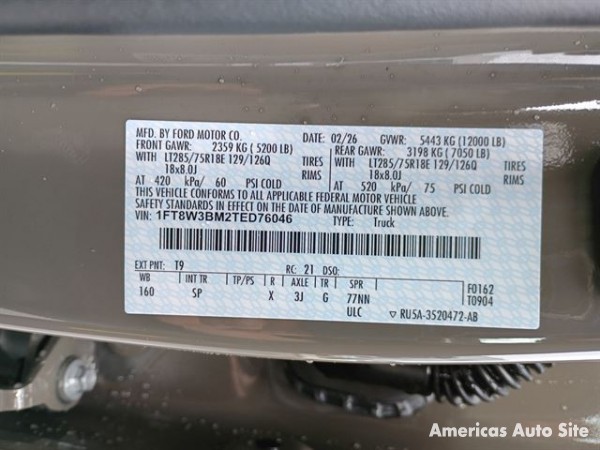 MFD. BY FORD MOTOR CO. DATE: 02/26 GVWR: 5443 KG (12000 LB)
FRONT GAWR: 2359 KG (5200 LB) REAR GAWR: 3198 KG (7050 LB)
WITH LT285/75R18E 129/126Q TIRES WITH LT285/75R18E 129/126Q TIRES
18x8.0J RIMS 18x8.0J RIMS
AT 420 kPa/ 60 PSI COLD AT 520 kPa/ 75 PSI COLD
THIS VEHICLE CONFORMS TO ALL APPLICABLE FEDERAL MOTOR VEHICLE
SAFETY STANDARDS IN EFFECT ON THE DATE OF MANUFACTURE SHOWN ABOVE.
VIN: 1FT8W3BM2TED76046 TYPE: Truck
EXT PNT: T9 RC: 21 DSO:
WB INT TR TP/PS R AXLE TR SPR F0162
160 SP X 3J G 77NN T0904
ULC RU5A-3520472-AB
Americas Auto Site